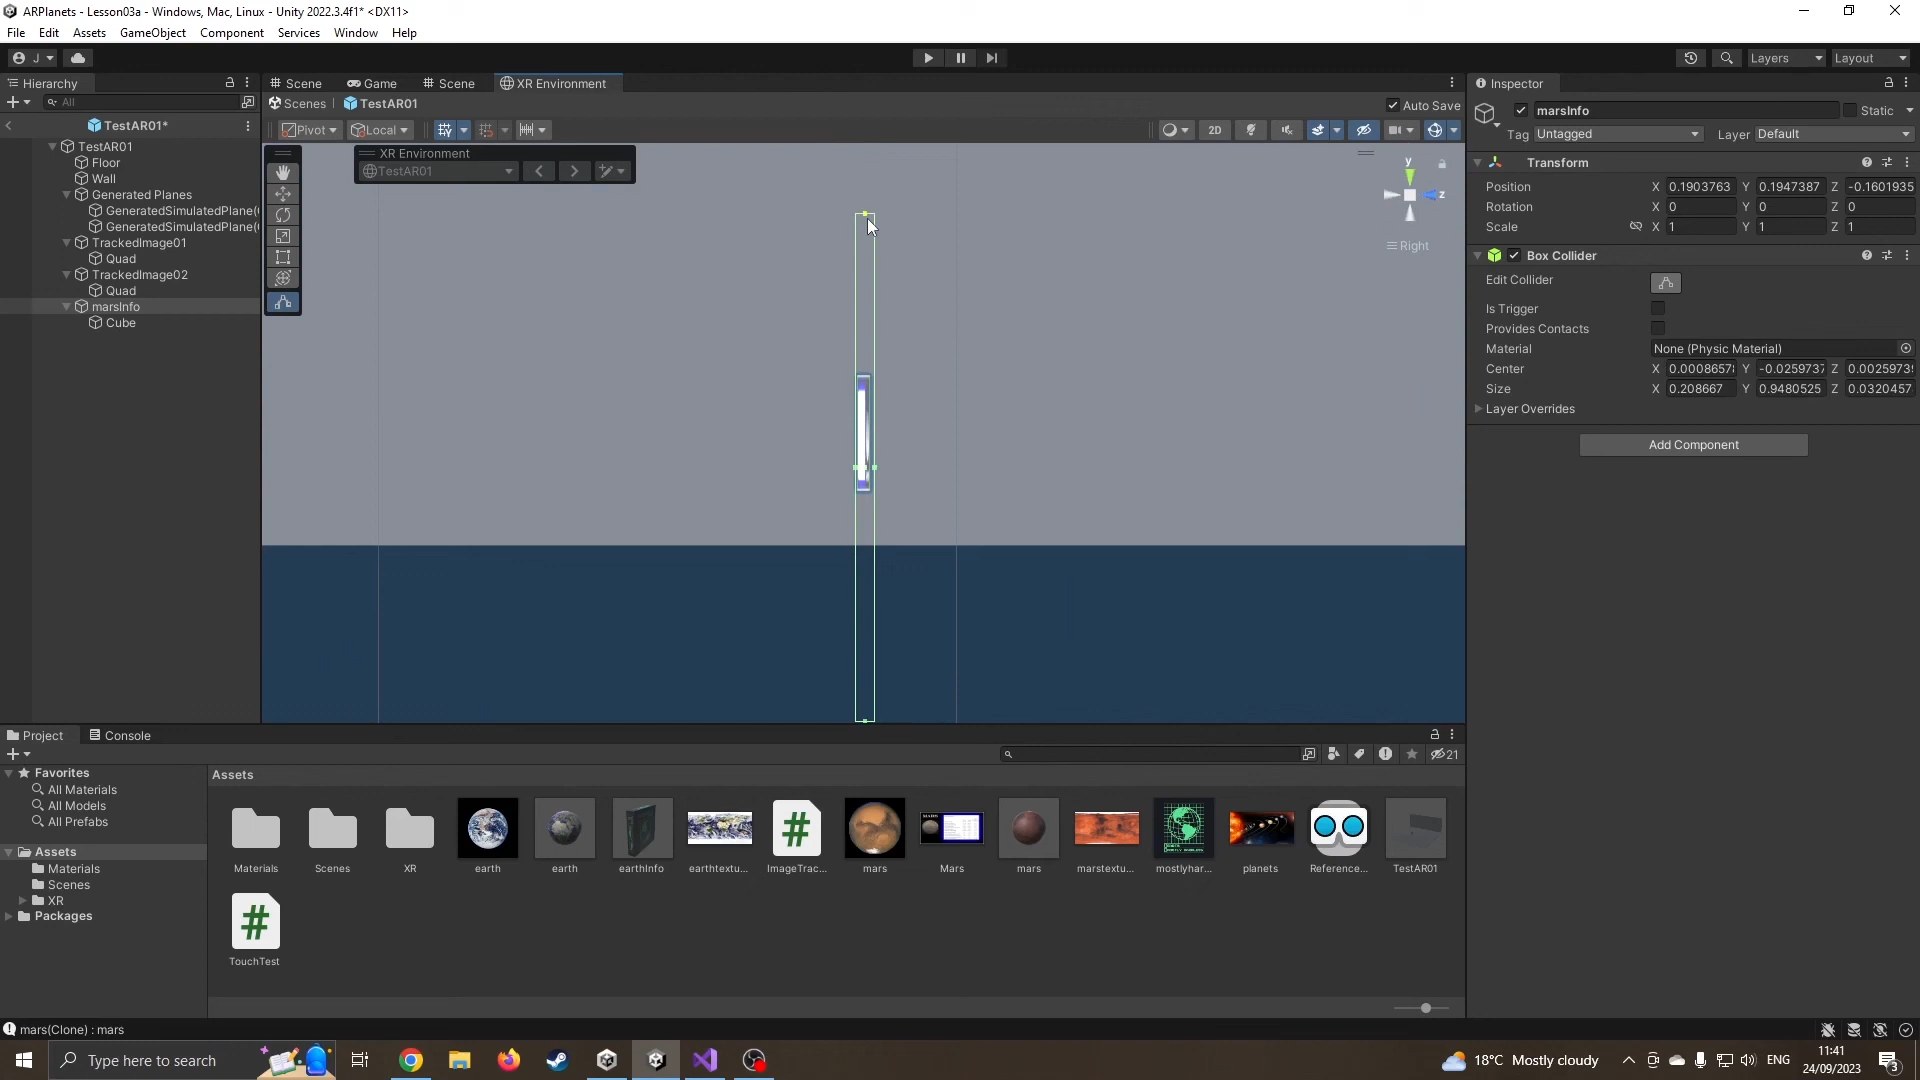 ARPlanets - Lesson03a - Windows, Mac, Linux - Unity 2022.3.4f1* <DX11>
File Edit Assets GameObject Component Services Window Help
J Layers Layout
Hierarchy Scene Game Scene XR Environment Inspector
All Scenes TestAR01 Auto Save marsInfo Static
TestAR01* Pivot Local 2D Tag Untagged Layer Default
TestAR01
Floor
Wall
Generated Planes
GeneratedSimulatedPlane(
GeneratedSimulatedPlane(
TrackedImage01
Quad
TrackedImage02
Quad
marsInfo
Cube
XR Environment
TestAR01
y
z
Right
Transform
Position X 0.1903763 Y 0.1947387 Z -0.1601935
Rotation X 0 Y 0 Z 0
Scale X 1 Y 1 Z 1
Box Collider
Edit Collider
Is Trigger
Provides Contacts
Material None (Physic Material)
Center X 0.0008657 Y -0.025973 Z 0.0025973
Size X 0.208667 Y 0.9480525 Z 0.0320457
Layer Overrides
Add Component
Project Console
21
Favorites
All Materials
All Models
All Prefabs
Assets
Materials
Scenes
XR
Packages
Assets
MARS
Materials Scenes XR earth earth earthInfo earthtextu... ImageTrac... mars Mars mars marstextu... mostlyhar... planets Reference... TestAR01
TouchTest
mars(Clone) : mars
Type here to search 18°C Mostly cloudy ENG 11:41
24/09/2023 3